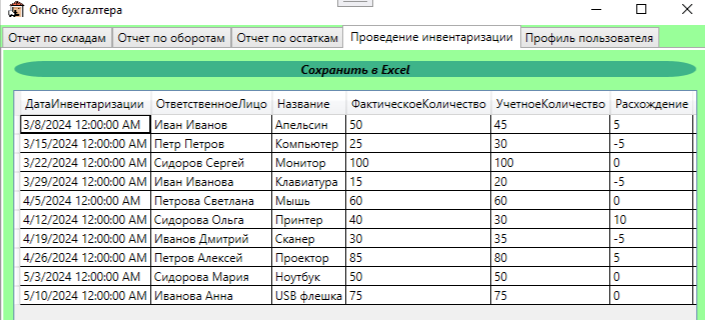 Окно бухгалтера
Отчет по складам Отчет по оборотам Отчет по остаткам Проведение инвентаризации Профиль пользователя
Сохранить в Excel
ДатаИнвентаризации ОтветственноеЛицо Название ФактическоеКоличество УчетноеКоличество Расхождение
3/8/2024 12:00:00 AM Иван Иванов Апельсин 50 45 5
3/15/2024 12:00:00 AM Петр Петров Компьютер 25 30 -5
3/22/2024 12:00:00 AM Сидоров Сергей Монитор 100 100 0
3/29/2024 12:00:00 AM Иван Иванова Клавиатура 15 20 -5
4/5/2024 12:00:00 AM Петрова Светлана Мышь 60 60 0
4/12/2024 12:00:00 AM Сидорова Ольга Принтер 40 30 10
4/19/2024 12:00:00 AM Иванов Дмитрий Сканер 30 35 -5
4/26/2024 12:00:00 AM Петров Алексей Проектор 85 80 5
5/3/2024 12:00:00 AM Сидорова Мария Ноутбук 50 50 0
5/10/2024 12:00:00 AM Иванова Анна USB флешка 75 75 0